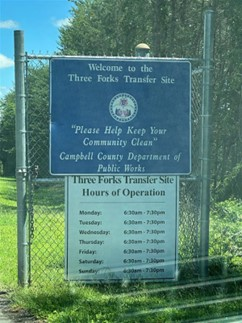 Welcome to the
Three Forks Transfer Site
"Please Help Keep Your
Community Clean"
Campbell County Department of
Public Works
Three Forks Transfer Site
Hours of Operation
Monday: 6:30am - 7:30pm
Tuesday: 6:30am - 7:30pm
Wednesday: 6:30am - 7:30pm
Thursday: 6:30am - 7:30pm
Friday: 6:30am - 7:30pm
Saturday: 6:30am - 7:30pm
Sunday: 6:30am - 7:30pm